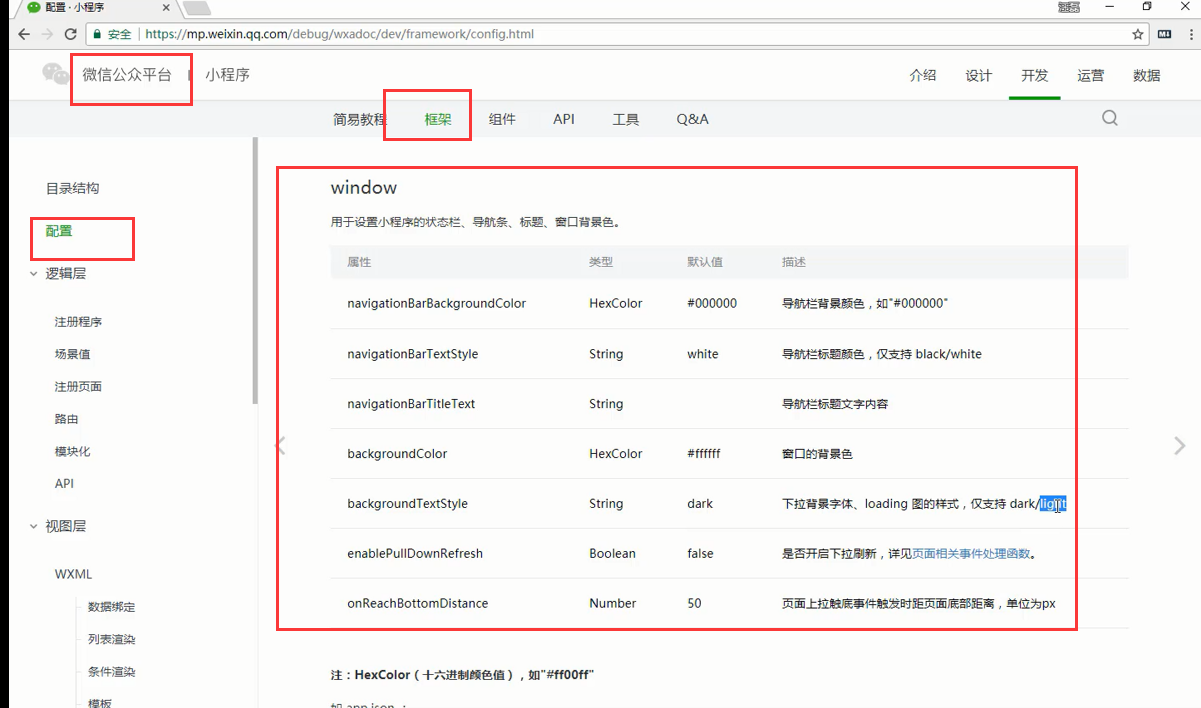 配置 · 小程序
安全 https://mp.weixin.qq.com/debug/wxadoc/dev/framework/config.html
微信公众平台 小程序 介绍 设计 开发 运营 数据
简易教程 框架 组件 API 工具 Q&A
目录结构
配置
逻辑层
注册程序
场景值
注册页面
路由
模块化
API
视图层
WXML
数据绑定
列表渲染
条件渲染
模板
window
用于设置小程序的状态栏、导航条、标题、窗口背景色。
属性 类型 默认值 描述
navigationBarBackgroundColor HexColor #000000 导航栏背景颜色，如"#000000"
navigationBarTextStyle String white 导航栏标题颜色，仅支持 black/white
navigationBarTitleText String 导航栏标题文字内容
backgroundColor HexColor #ffffff 窗口的背景色
backgroundTextStyle String dark 下拉背景字体、loading 图的样式，仅支持 dark/light
enablePullDownRefresh Boolean false 是否开启下拉刷新，详见页面相关事件处理函数。
onReachBottomDistance Number 50 页面上拉触底事件触发时距页面底部距离，单位为px
注：HexColor（十六进制颜色值），如"#ff00ff"
如 app.json ：